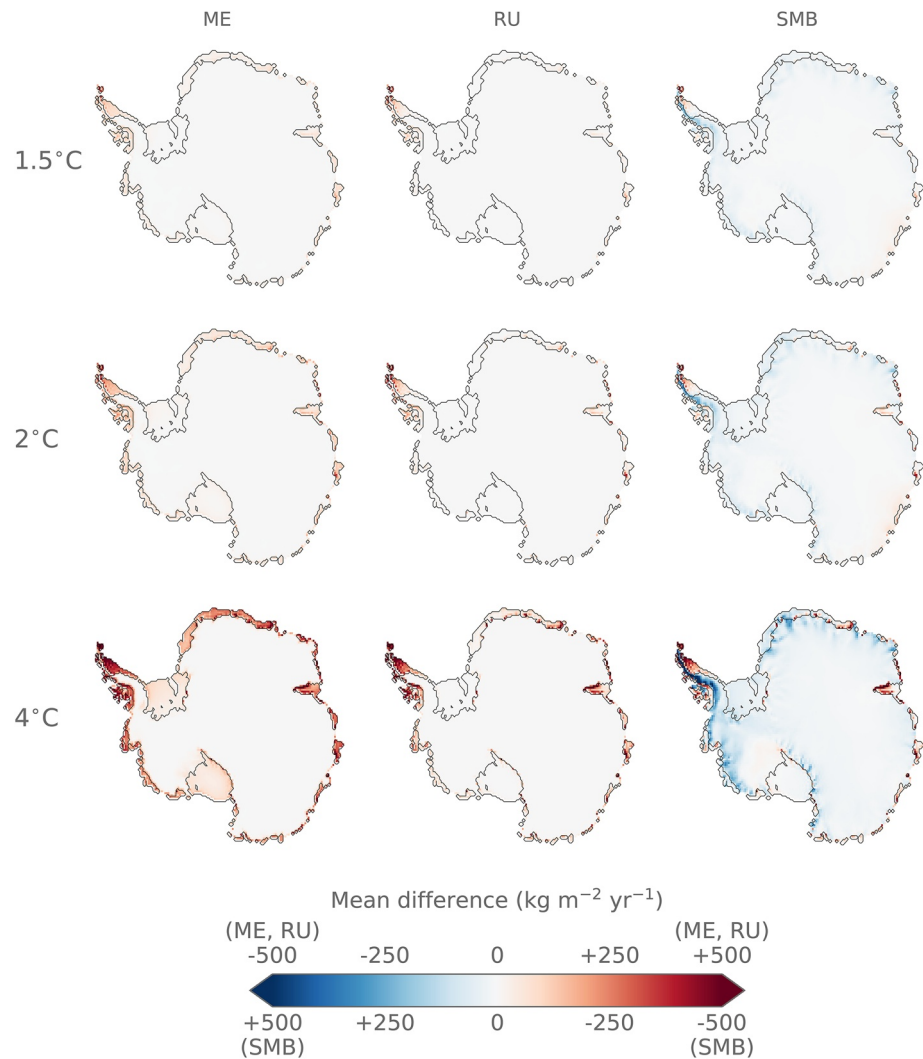 ME RU SMB
1.5°C
2°C
4°C
Mean difference (kg m⁻² yr⁻¹)
(ME, RU) (ME, RU)
-500 -250 0 +250 +500
+500 +250 0 -250 -500
(SMB) (SMB)